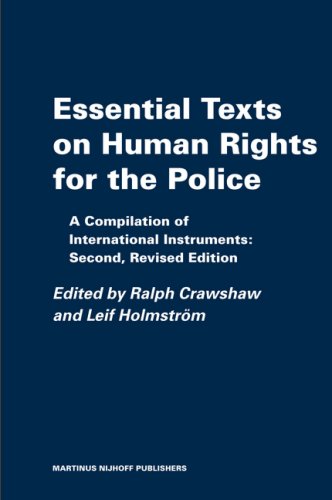 Essential Texts
on Human Rights
for the Police
A Compilation of
International Instruments:
Second, Revised Edition
Edited by Ralph Crawshaw
and Leif Holmström
MARTINUS NIJHOFF PUBLISHERS